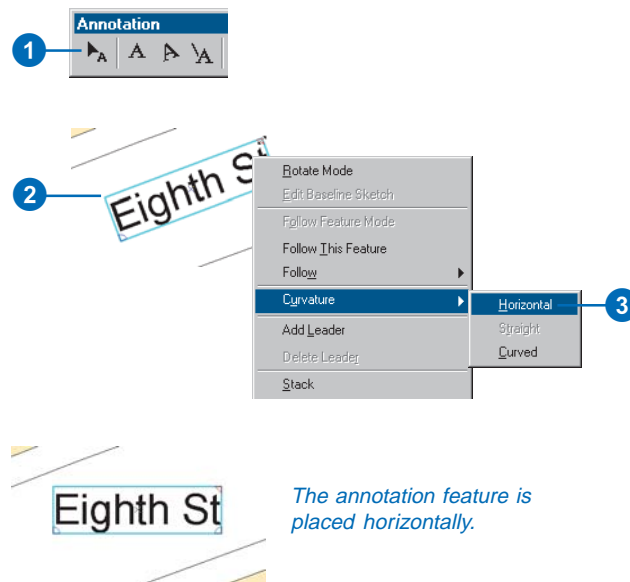 Annotation
1
A A A A
2
Eighth St
Rotate Mode
Edit Baseline Sketch
Follow Feature Mode
Follow This Feature
Follow
Curvature
Horizontal
3
Straight
Curved
Add Leader
Delete Leader
Stack
Eighth St
The annotation feature is
placed horizontally.